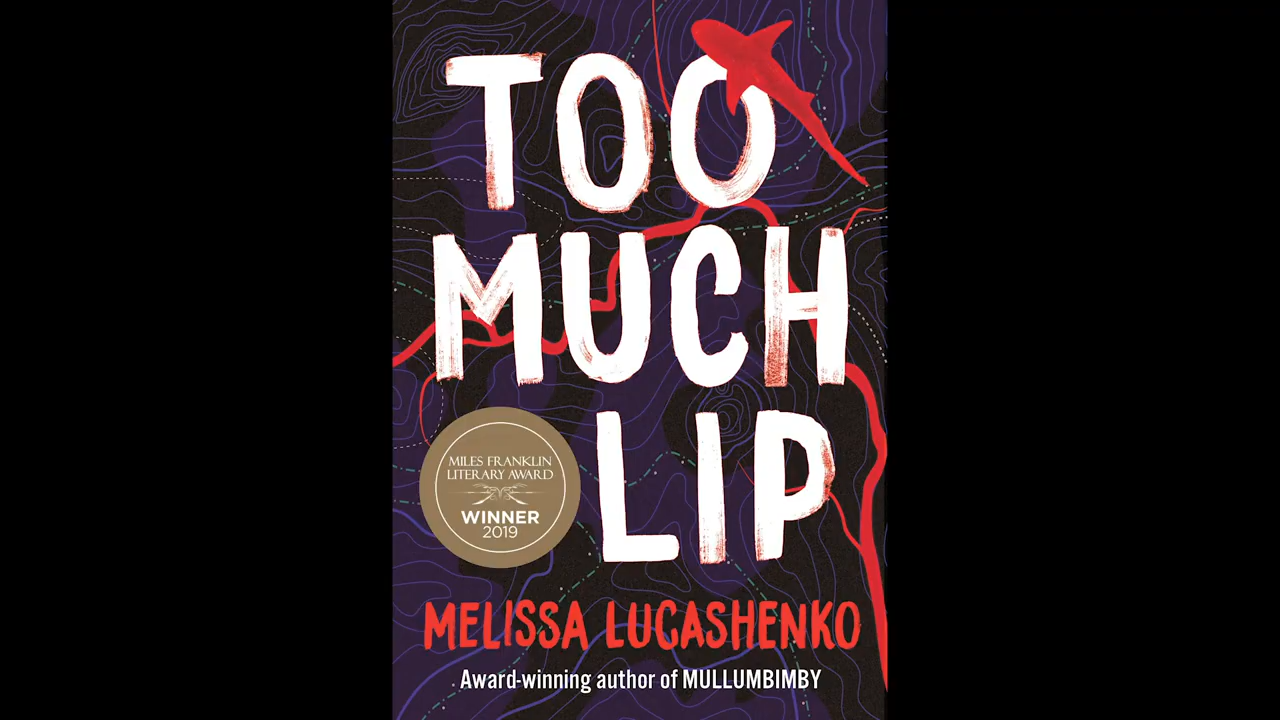 TOO
MUCH
LIP
MILES FRANKLIN
LITERARY AWARD
WINNER
2019
MELISSA LUCASHENKO
Award-winning author of MULLUMBIMBY